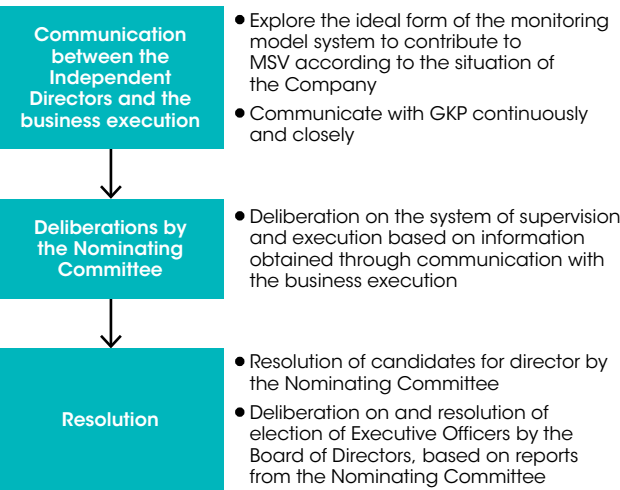 Communication
between the
Independent
Directors and the
business execution
● Explore the ideal form of the monitoring
model system to contribute to
MSV according to the situation of
the Company
● Communicate with GKP continuously
and closely
Deliberations by
the Nominating
Committee
● Deliberation on the system of supervision
and execution based on information
obtained through communication with
the business execution
Resolution
● Resolution of candidates for director by
the Nominating Committee
● Deliberation on and resolution of
election of Executive Officers by the
Board of Directors, based on reports
from the Nominating Committee